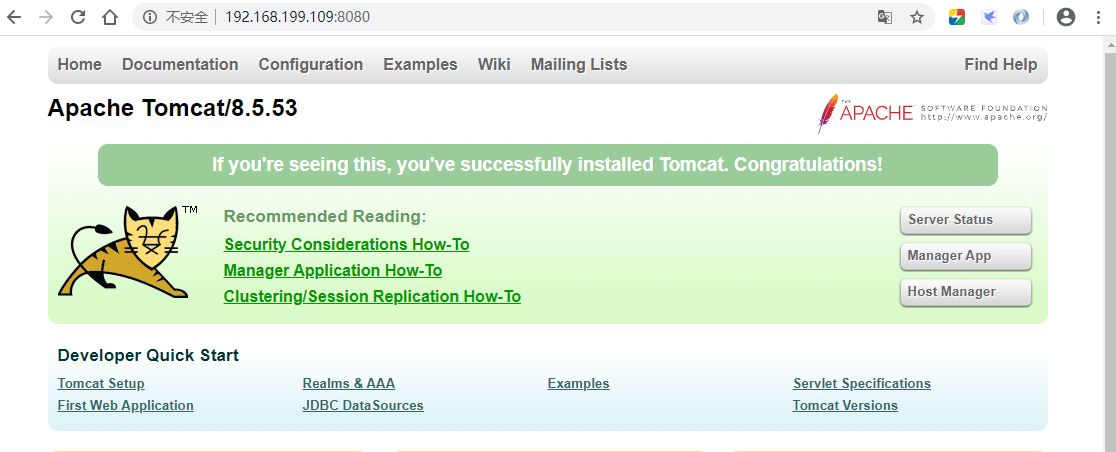 不安全 192.168.199.109:8080
Home Documentation Configuration Examples Wiki Mailing Lists Find Help
Apache Tomcat/8.5.53
THE APACHE SOFTWARE FOUNDATION
http://www.apache.org/
If you're seeing this, you've successfully installed Tomcat. Congratulations!
TM
Recommended Reading:
Security Considerations How-To
Manager Application How-To
Clustering/Session Replication How-To
Server Status
Manager App
Host Manager
Developer Quick Start
Tomcat Setup Realms & AAA Examples Servlet Specifications
First Web Application JDBC DataSources Tomcat Versions